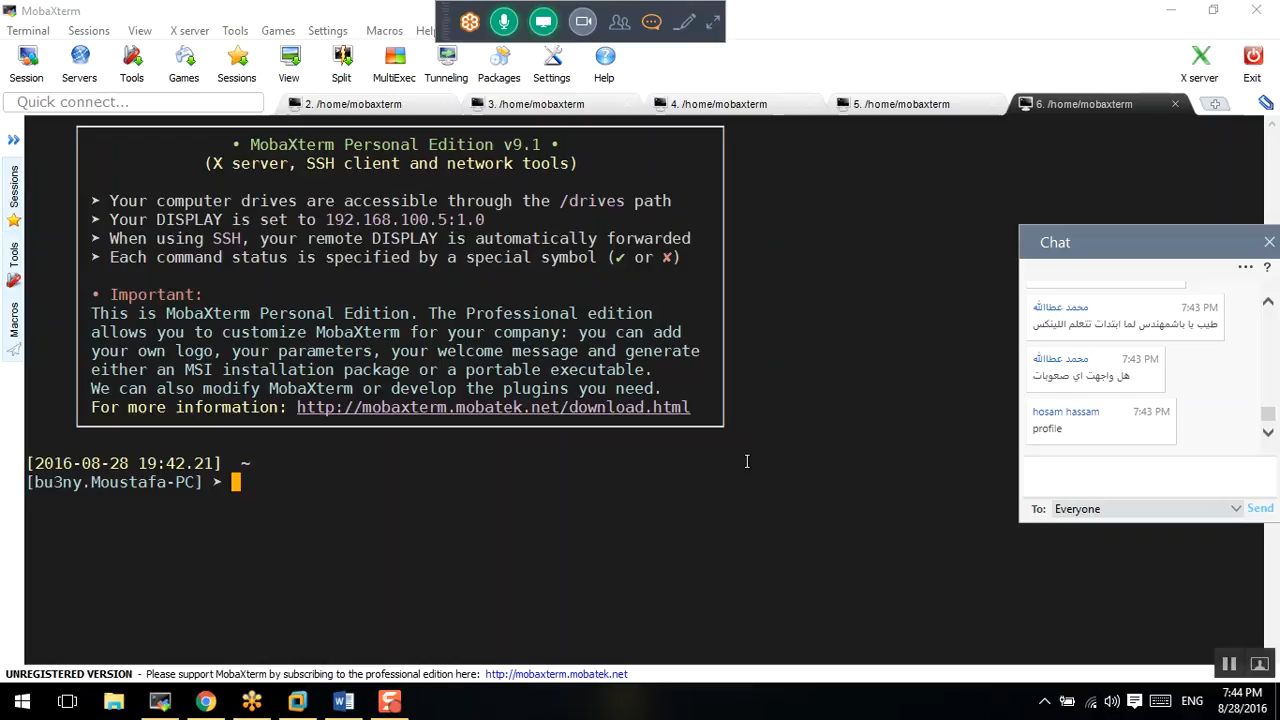 MobaXterm
Terminal Sessions View X server Tools Games Settings Macros
Session Servers Tools Games Sessions View Split MultiExec Tunneling Packages Settings Help X server Exit
Quick connect...
2. /home/mobaxterm
3. /home/mobaxterm
4. /home/mobaxterm
5. /home/mobaxterm
6. /home/mobaxterm
Sessions
Tools
Macros
• MobaXterm Personal Edition v9.1 •
(X server, SSH client and network tools)
➤ Your computer drives are accessible through the /drives path
➤ Your DISPLAY is set to 192.168.100.5:1.0
➤ When using SSH, your remote DISPLAY is automatically forwarded
➤ Each command status is specified by a special symbol (✔ or ✘)
• Important:
This is MobaXterm Personal Edition. The Professional edition
allows you to customize MobaXterm for your company: you can add
your own logo, your parameters, your welcome message and generate
either an MSI installation package or a portable executable.
We can also modify MobaXterm or develop the plugins you need.
For more information: http://mobaxterm.mobatek.net/download.html
[2016-08-28 19:42.21] ~
[bu3ny.Moustafa-PC] ➤
Chat
محمد عطاالله 7:43 PM
طيب يا باشمهندس لما ابتدات تتعلم اللينكس
محمد عطاالله 7:43 PM
هل واجهت اي صعوبات
hosam hassam 7:43 PM
profile
To: Everyone Send
UNREGISTERED VERSION - Please support MobaXterm by subscribing to the professional edition here: http://mobaxterm.mobatek.net
ENG
7:44 PM
8/28/2016